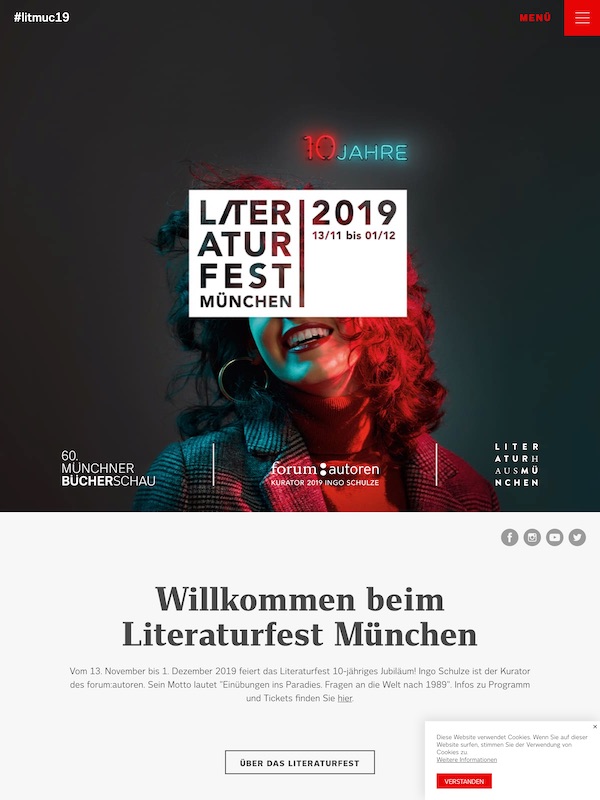 #litmuc19
MENÜ
10 JAHRE
LITER
ATUR
FEST
MÜNCHEN
2019
13/11 bis 01/12
60.
MÜNCHNER
BÜCHERSCHAU
forum:autoren
KURATOR 2019 INGO SCHULZE
LITER
ATURH
AUSMÜ
NCHEN
Willkommen beim
Literaturfest München
Vom 13. November bis 1. Dezember 2019 feiert das Literaturfest 10-jähriges Jubiläum! Ingo Schulze ist der Kurator
des forum:autoren. Sein Motto lautet "Einübungen ins Paradies. Fragen an die Welt nach 1989". Infos zu Programm
und Tickets finden Sie hier.
ÜBER DAS LITERATURFEST
Diese Website verwendet Cookies. Wenn Sie auf dieser
Website surfen, stimmen Sie der Verwendung von
Cookies zu
Weitere Informationen
VERSTANDEN